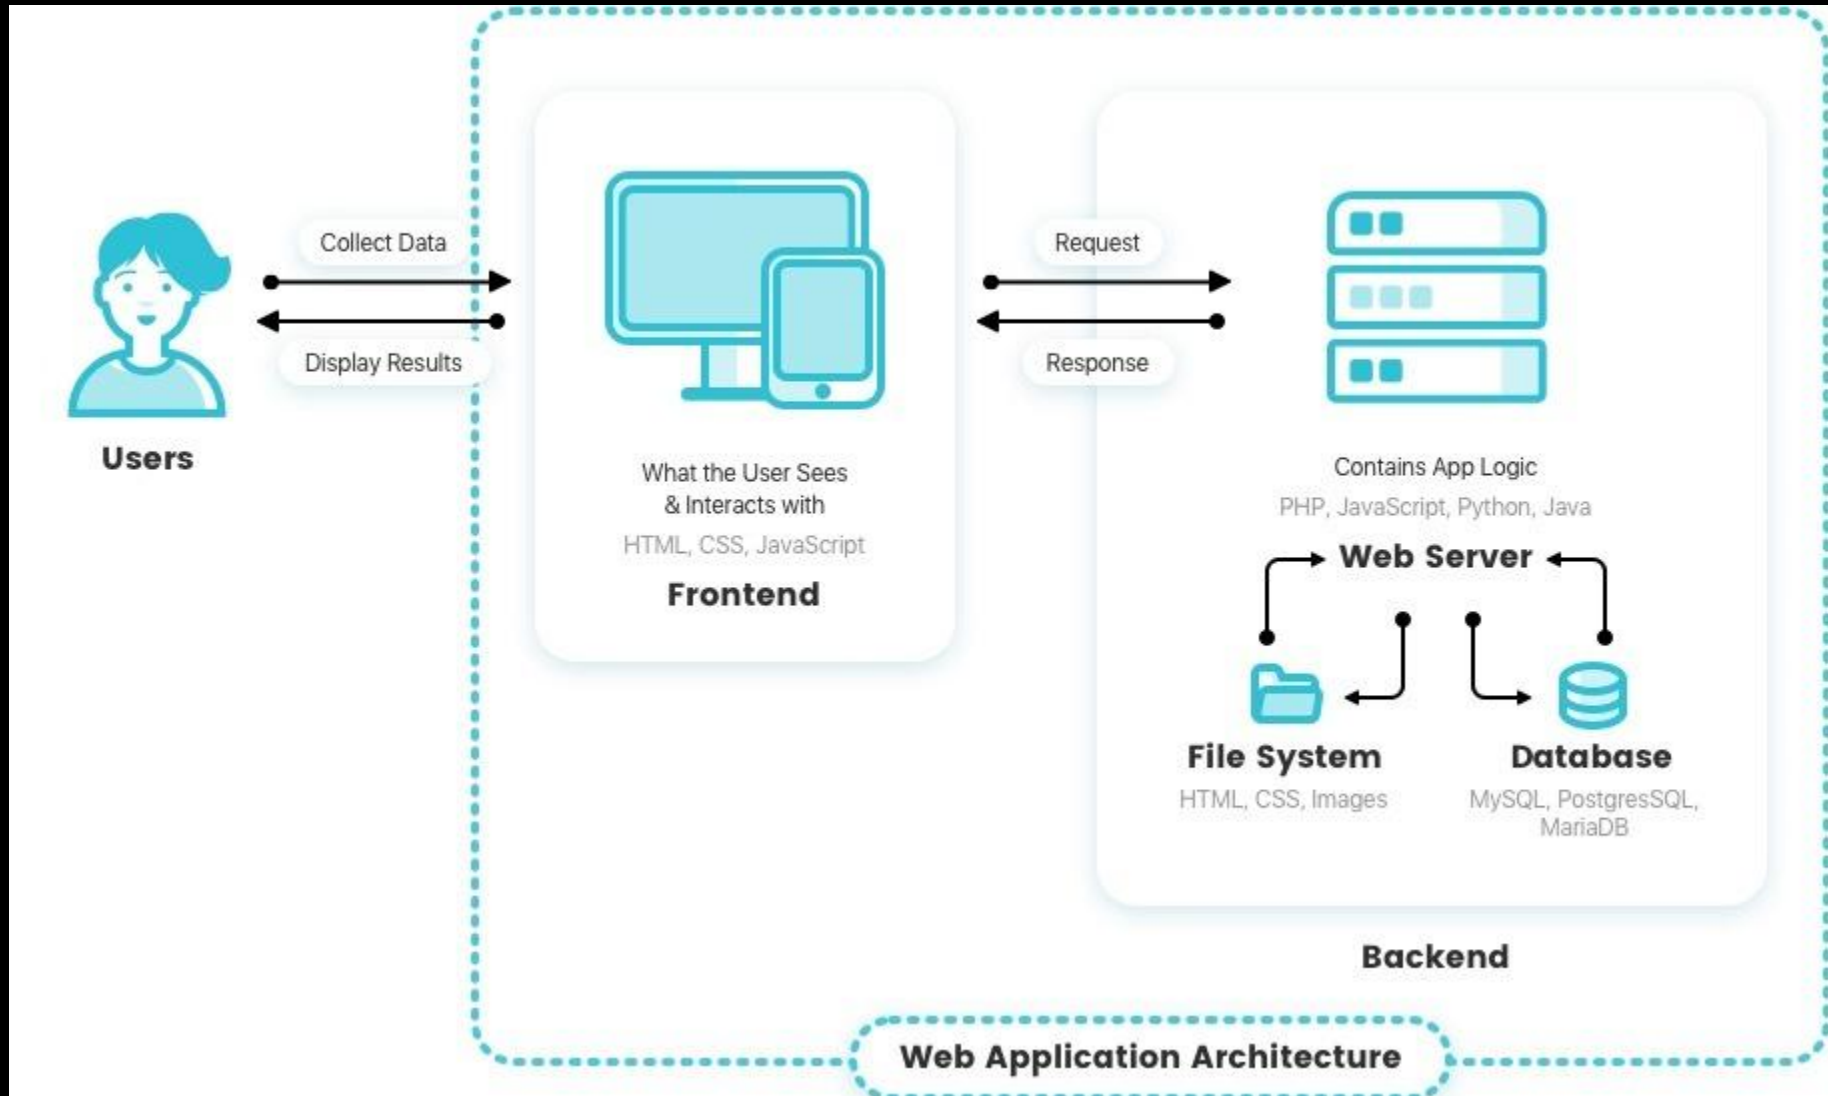 Collect Data
Display Results
Users
What the User Sees
& Interacts with
HTML, CSS, JavaScript
Frontend
Request
Response
Contains App Logic
PHP, JavaScript, Python, Java
Web Server
File System
HTML, CSS, Images
Database
MySQL, PostgresSQL,
MariaDB
Backend
Web Application Architecture